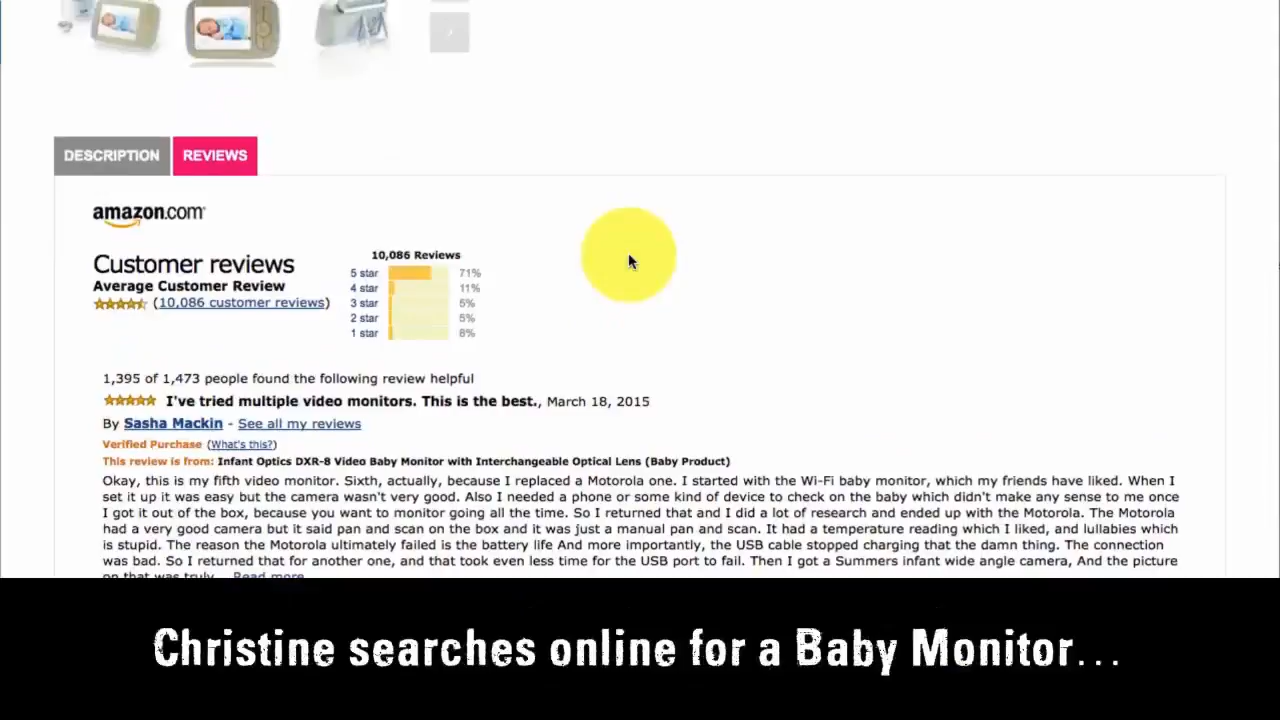 DESCRIPTION
REVIEWS
amazon.com
Customer reviews
Average Customer Review
(10,086 customer reviews)
10,086 Reviews
5 star 71%
4 star 11%
3 star 5%
2 star 5%
1 star 8%
1,395 of 1,473 people found the following review helpful
I've tried multiple video monitors. This is the best., March 18, 2015
By Sasha Mackin - See all my reviews
Verified Purchase (What's this?)
This review is from: Infant Optics DXR-8 Video Baby Monitor with Interchangeable Optical Lens (Baby Product)
Okay, this is my fifth video monitor. Sixth, actually, because I replaced a Motorola one. I started with the Wi-Fi baby monitor, which my friends have liked. When I
set it up it was easy but the camera wasn't very good. Also I needed a phone or some kind of device to check on the baby which didn't make any sense to me once
I got it out of the box, because you want to monitor going all the time. So I returned that and I did a lot of research and ended up with the Motorola. The Motorola
had a very good camera but it said pan and scan on the box and it was just a manual pan and scan. It had a temperature reading which I liked, and lullabies which
is stupid. The reason the Motorola ultimately failed is the battery life And more importantly, the USB cable stopped charging that the damn thing. The connection
was bad. So I returned that for another one, and that took even less time for the USB port to fail. Then I got a Summers infant wide angle camera, And the picture
on that was truly... Read more
Christine searches online for a Baby Monitor...